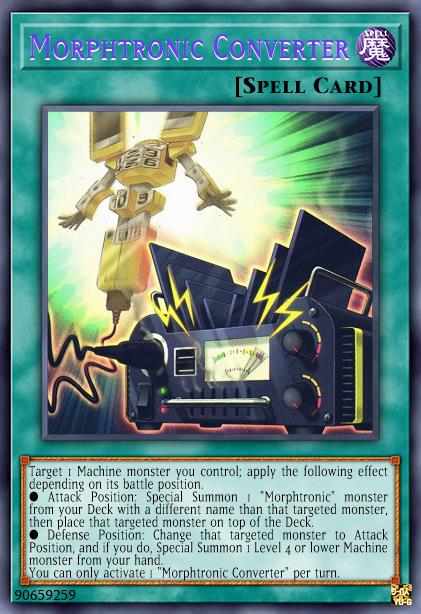 Morphtronic Converter
SPELL
魔
[Spell Card]
Target 1 Machine monster you control; apply the following effect
depending on its battle position.
● Attack Position: Special Summon 1 "Morphtronic" monster
from your Deck with a different name than that targeted monster,
then place that targeted monster on top of the Deck.
● Defense Position: Change that targeted monster to Attack
Position, and if you do, Special Summon 1 Level 4 or lower Machine
monster from your hand.
You can only activate 1 "Morphtronic Converter" per turn.
90659259